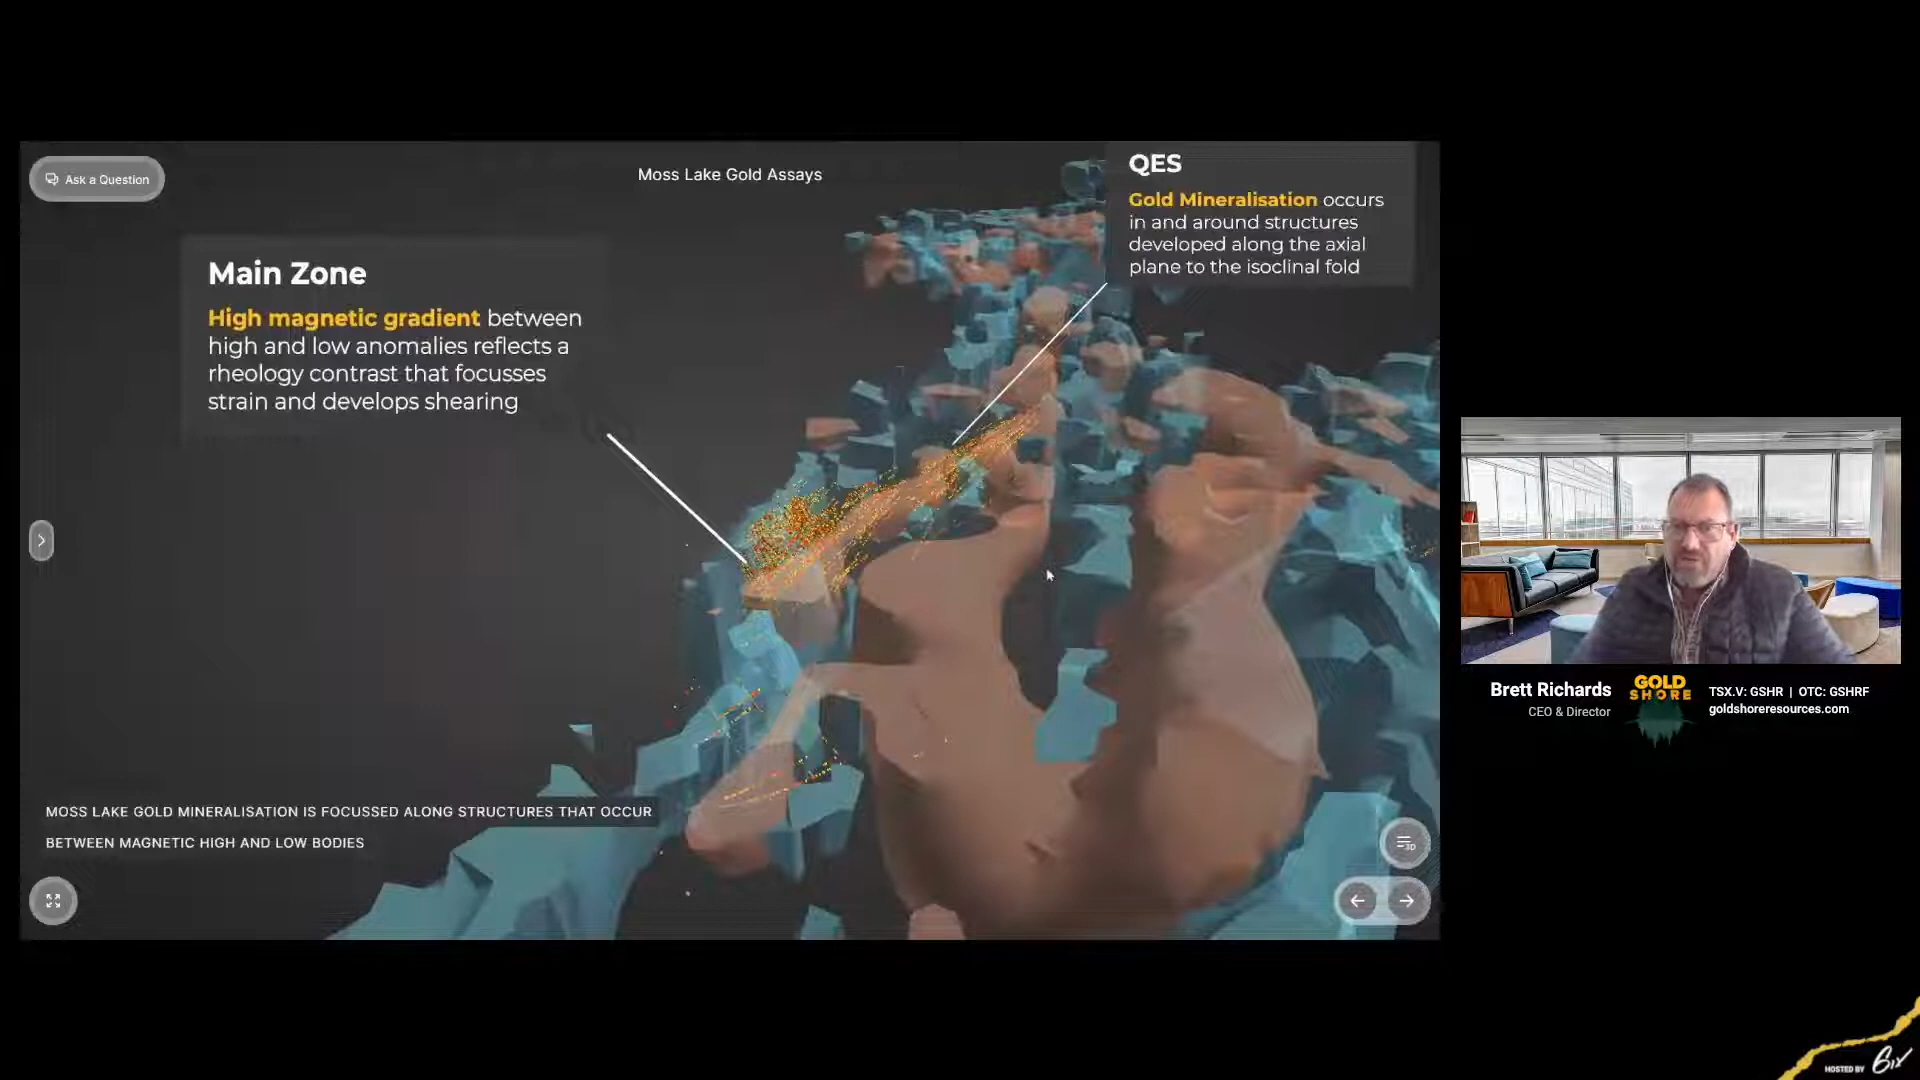 Ask a Question
Moss Lake Gold Assays
QES
Gold Mineralisation occurs
in and around structures
developed along the axial
plane to the isoclinal fold
Main Zone
High magnetic gradient between
high and low anomalies reflects a
rheology contrast that focusses
strain and develops shearing
MOSS LAKE GOLD MINERALISATION IS FOCUSSED ALONG STRUCTURES THAT OCCUR
BETWEEN MAGNETIC HIGH AND LOW BODIES
3D
Brett Richards
CEO & Director
GOLD
SHORE
TSX.V: GSHR | OTC: GSHRF
goldshoreresources.com
HOSTED BY 6ix